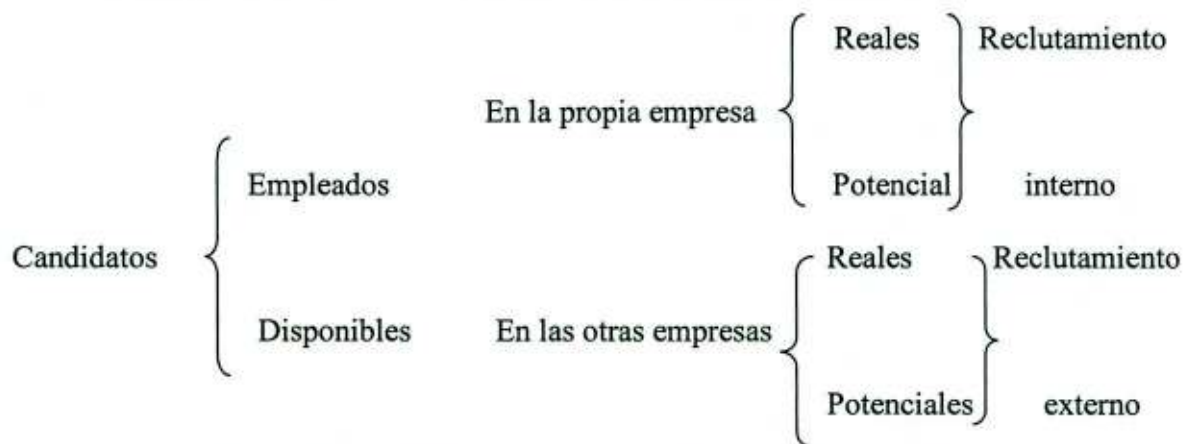 Reales Reclutamiento
En la propia empresa
Empleados Potencial interno
Candidatos Reales Reclutamiento
Disponibles En las otras empresas
Potenciales externo